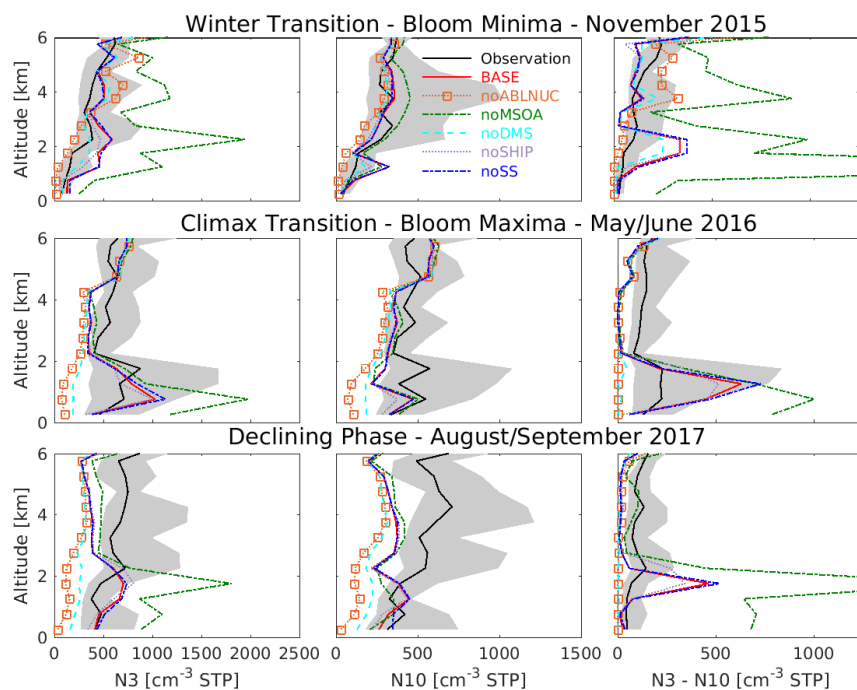 Winter Transition - Bloom Minima - November 2015
6
4
2
0
Altitude [km]
Observation
BASE
noABLNUC
noMSOA
noDMS
noSHIP
noSS
Climax Transition - Bloom Maxima - May/June 2016
6
4
2
0
Altitude [km]
Declining Phase - August/September 2017
6
4
2
0
Altitude [km]
0 500 1000 1500 2000 2500
0 500 1000 1500
0 500 1000
N3 [cm⁻³ STP]
N10 [cm⁻³ STP]
N3 - N10 [cm⁻³ STP]